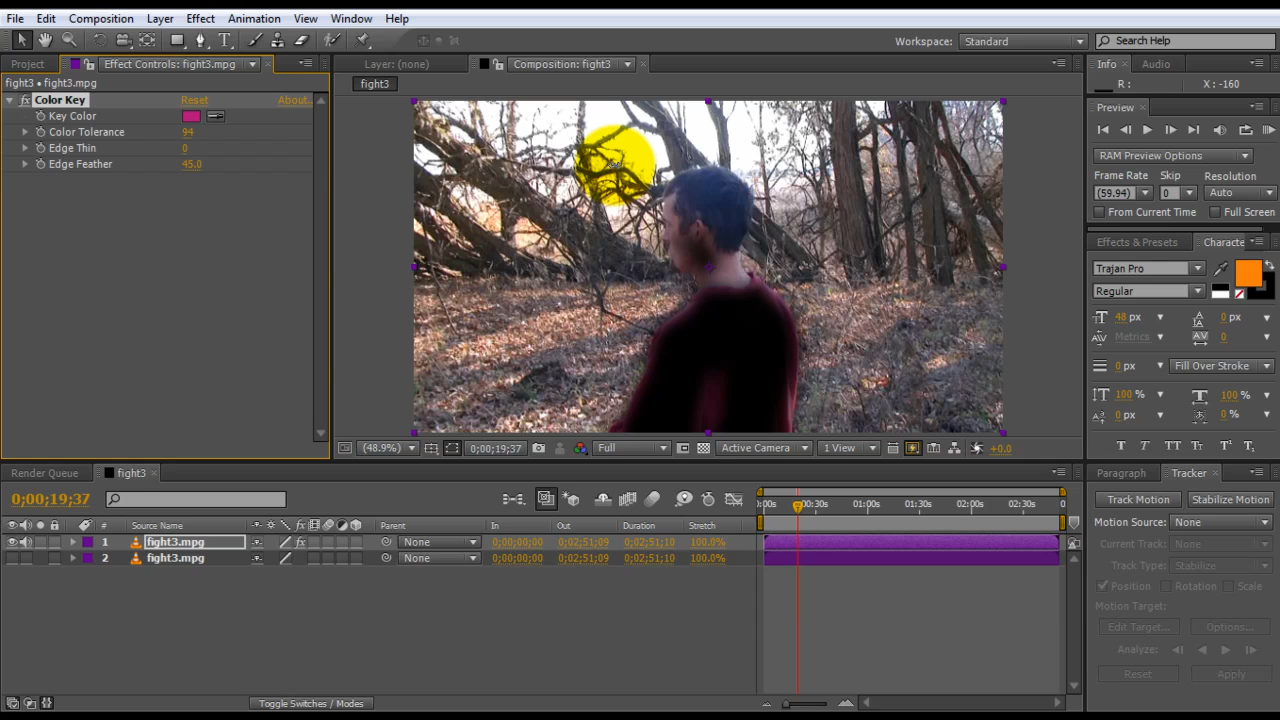 File Edit Composition Layer Effect Animation View Window Help
Workspace: Standard Search Help
Project Effect Controls: fight3.mpg Layer: (none) Composition: fight3 Info Audio
fight3 • fight3.mpg fight3 R : X : -160
fx Color Key Reset About...
Key Color
Color Tolerance 94
Edge Thin 0
Edge Feather 45.0
Preview
RAM Preview Options
Frame Rate Skip Resolution
(59.94) 0 Auto
From Current Time Full Screen
Effects & Presets Characte
Trajan Pro
Regular
48 px 0 px
Metrics 0
0 px Fill Over Stroke
100 % 100 %
0 px 0 %
T T TT Tt T¹ T₁
(48.9%) 0;00;19;37 Full Active Camera 1 View +0.0
Render Queue fight3 Paragraph Tracker
0;00;19;37
0:00s 00:30s 01:00s 01:30s 02:00s 02:30s 03:0
# Source Name Parent In Out Duration Stretch
1 fight3.mpg fx None 0;00;00;00 0;02;51;09 0;02;51;10 100.0%
2 fight3.mpg None 0;00;00;00 0;02;51;09 0;02;51;10 100.0%
Track Motion Stabilize Motion
Motion Source: None
Current Track: None
Track Type: Stabilize
Position Rotation Scale
Motion Target:
Edit Target... Options...
Analyze:
Reset Apply
Toggle Switches / Modes